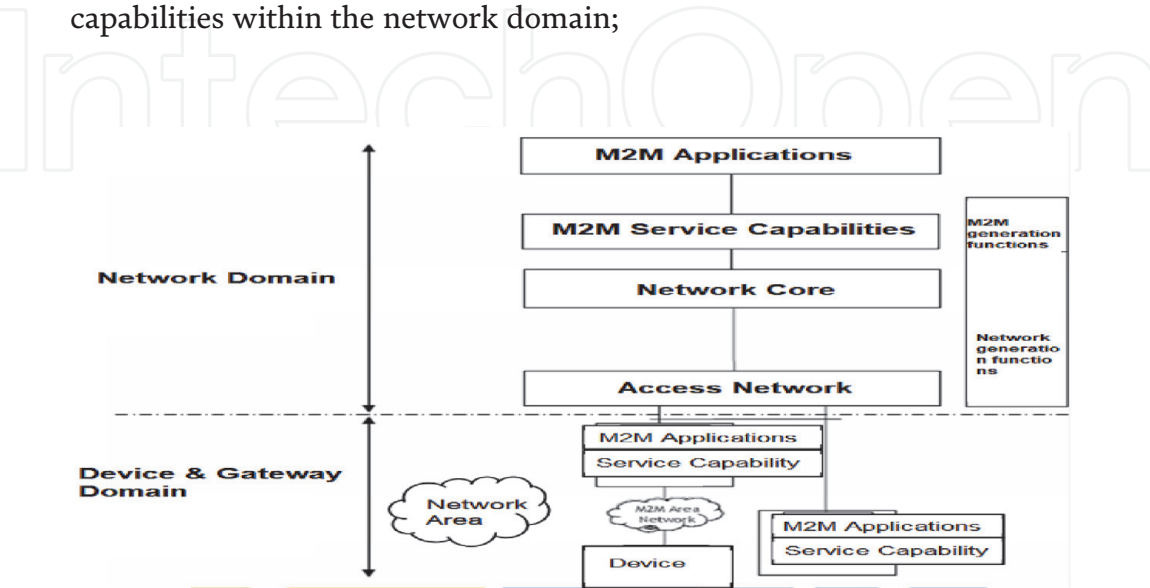 capabilities within the network domain;
IntechOpen
M2M Applications
M2M Service Capabilities
M2M
generation
functions
Network Domain
Network Core
Network
generatio
n functio
ns
Access Network
M2M Applications
Service Capability
Device & Gateway
Domain
Network
Area
M2M Area
Network
M2M Applications
Service Capability
Device